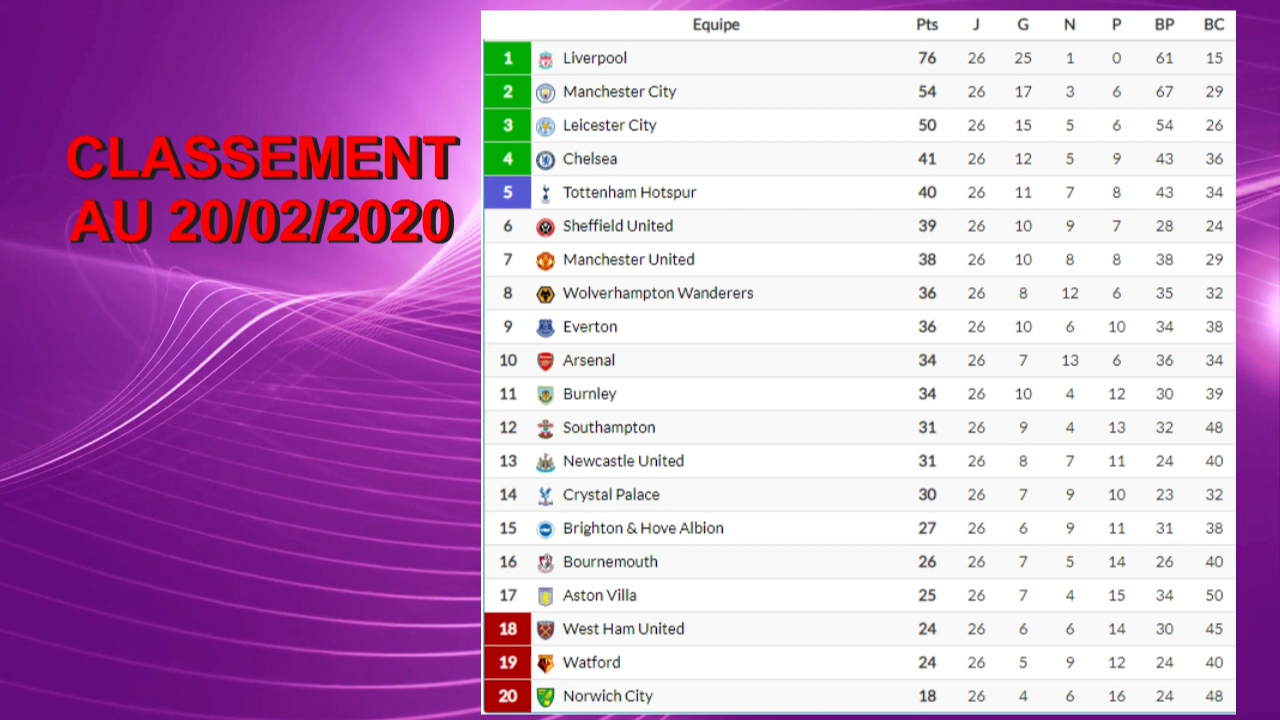 CLASSEMENT
AU 20/02/2020
Equipe Pts J G N P BP BC
1 Liverpool 76 26 25 1 0 61 15
2 Manchester City 54 26 17 3 6 67 29
3 Leicester City 50 26 15 5 6 54 26
4 Chelsea 41 26 12 5 9 43 36
5 Tottenham Hotspur 40 26 11 7 8 43 34
6 Sheffield United 39 26 10 9 7 28 24
7 Manchester United 38 26 10 8 8 38 29
8 Wolverhampton Wanderers 36 26 8 12 6 35 32
9 Everton 36 26 10 6 10 34 38
10 Arsenal 34 26 7 13 6 36 34
11 Burnley 34 26 10 4 12 30 39
12 Southampton 31 26 9 4 13 32 48
13 Newcastle United 31 26 8 7 11 24 40
14 Crystal Palace 30 26 7 9 10 23 32
15 Brighton & Hove Albion 27 26 6 9 11 31 38
16 Bournemouth 26 26 7 5 14 26 40
17 Aston Villa 25 26 7 4 15 34 50
18 West Ham United 24 26 6 6 14 30 45
19 Watford 24 26 5 9 12 24 40
20 Norwich City 18 26 4 6 16 24 48